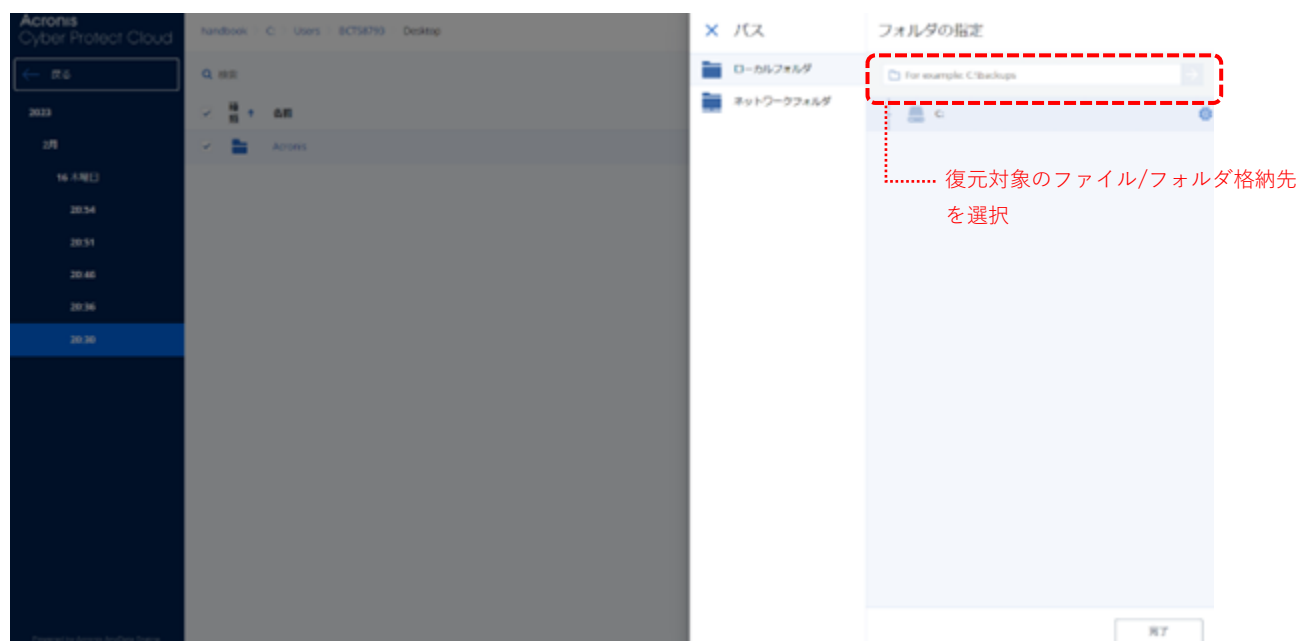 Acronis
Cyber Protect Cloud
← 戻る
2023
2月
16 木曜日
20:54
20:51
20:46
20:36
20:30
handbook C: Users Desktop
検索
種類 ↑ 名前
Acronis
× パス
ローカルフォルダ
ネットワークフォルダ
フォルダの指定
For example: C:\Backups
C:
復元対象のファイル/フォルダ格納先
を選択
完了